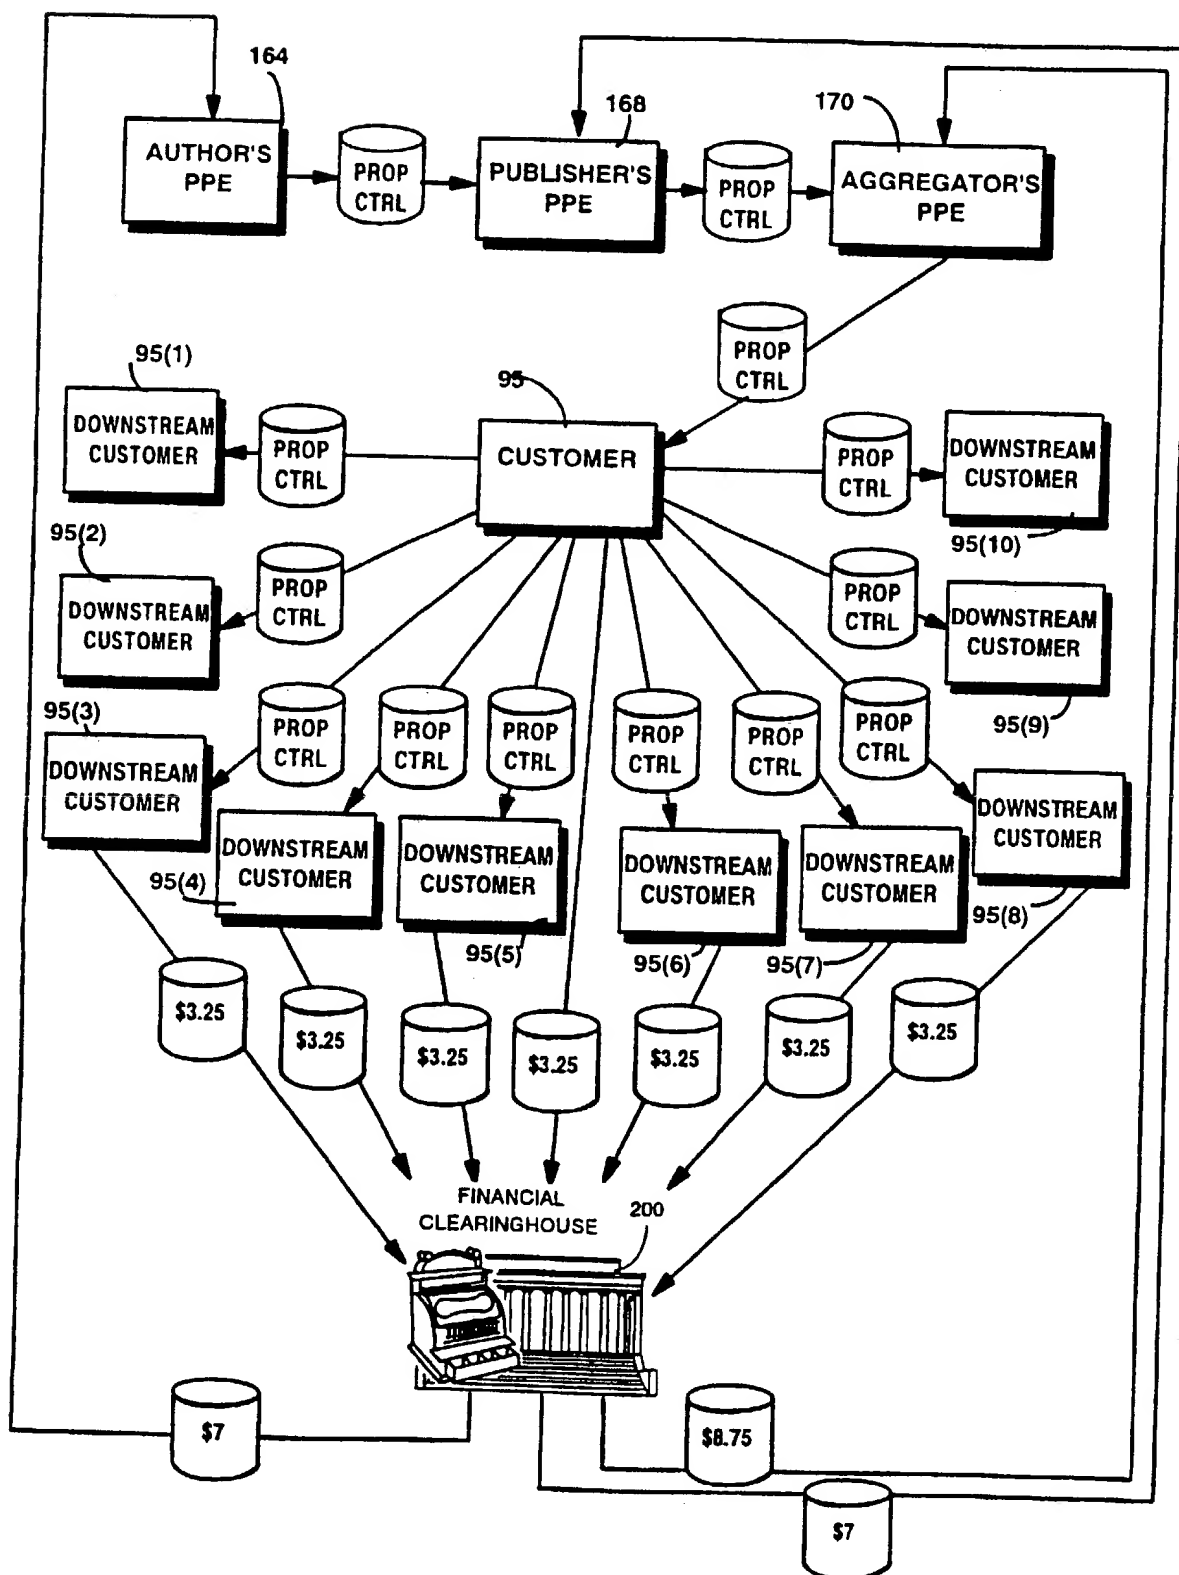 164
168
170
AUTHOR'S
PPE
PROP
CTRL
PUBLISHER'S
PPE
PROP
CTRL
AGGREGATOR'S
PPE
PROP
CTRL
95(1)
95
DOWNSTREAM
CUSTOMER
PROP
CTRL
CUSTOMER
PROP
CTRL
DOWNSTREAM
CUSTOMER
95(10)
95(2)
DOWNSTREAM
CUSTOMER
PROP
CTRL
PROP
CTRL
DOWNSTREAM
CUSTOMER
95(9)
95(3)
DOWNSTREAM
CUSTOMER
PROP
CTRL
PROP
CTRL
PROP
CTRL
PROP
CTRL
PROP
CTRL
PROP
CTRL
DOWNSTREAM
CUSTOMER
95(8)
DOWNSTREAM
CUSTOMER
95(4)
DOWNSTREAM
CUSTOMER
95(5)
DOWNSTREAM
CUSTOMER
95(6)
DOWNSTREAM
CUSTOMER
95(7)
$3.25
$3.25
$3.25
$3.25
$3.25
$3.25
$3.25
FINANCIAL
CLEARINGHOUSE
200
$7
$8.75
$7